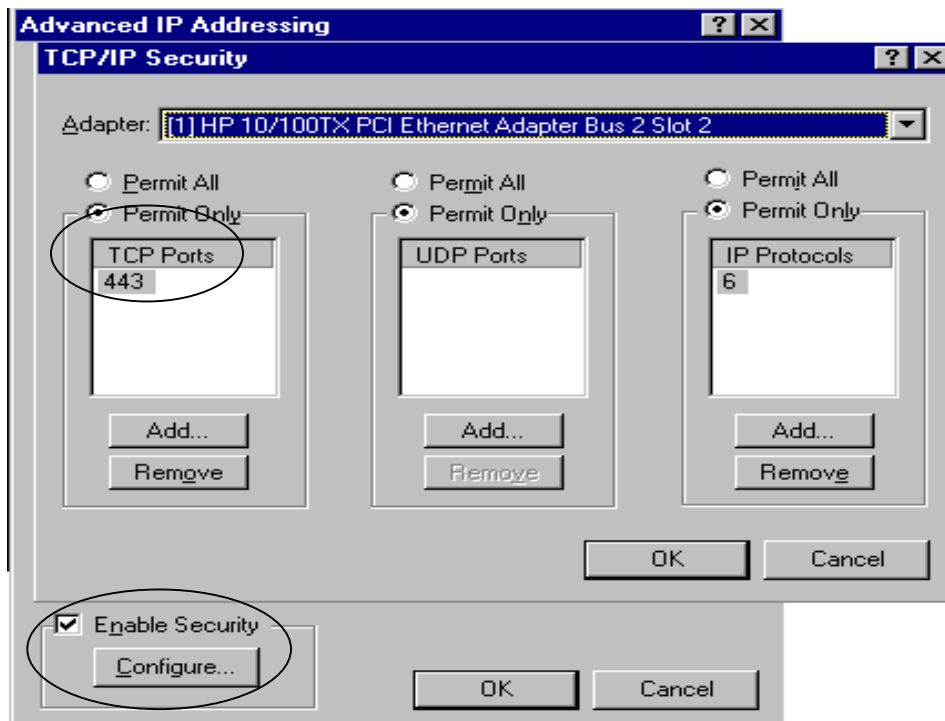 Advanced IP Addressing
TCP/IP Security
Adapter: [1] HP 10/100TX PCI Ethernet Adapter Bus 2 Slot 2
Permit All Permit All Permit All
Permit Only Permit Only Permit Only
TCP Ports UDP Ports IP Protocols
443 6
Add... Add... Add...
Remove Remove Remove
OK Cancel
Enable Security
Configure...
OK Cancel